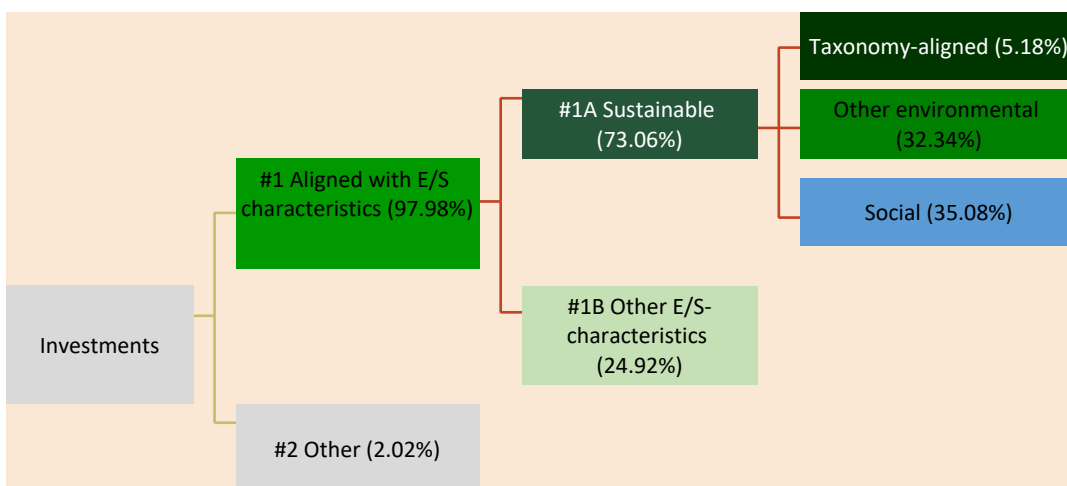 Taxonomy-aligned (5.18%)
#1A Sustainable
(73.06%)
Other environmental
(32.34%)
#1 Aligned with E/S
characteristics (97.98%)
Social (35.08%)
#1B Other E/S-
characteristics
(24.92%)
Investments
#2 Other (2.02%)